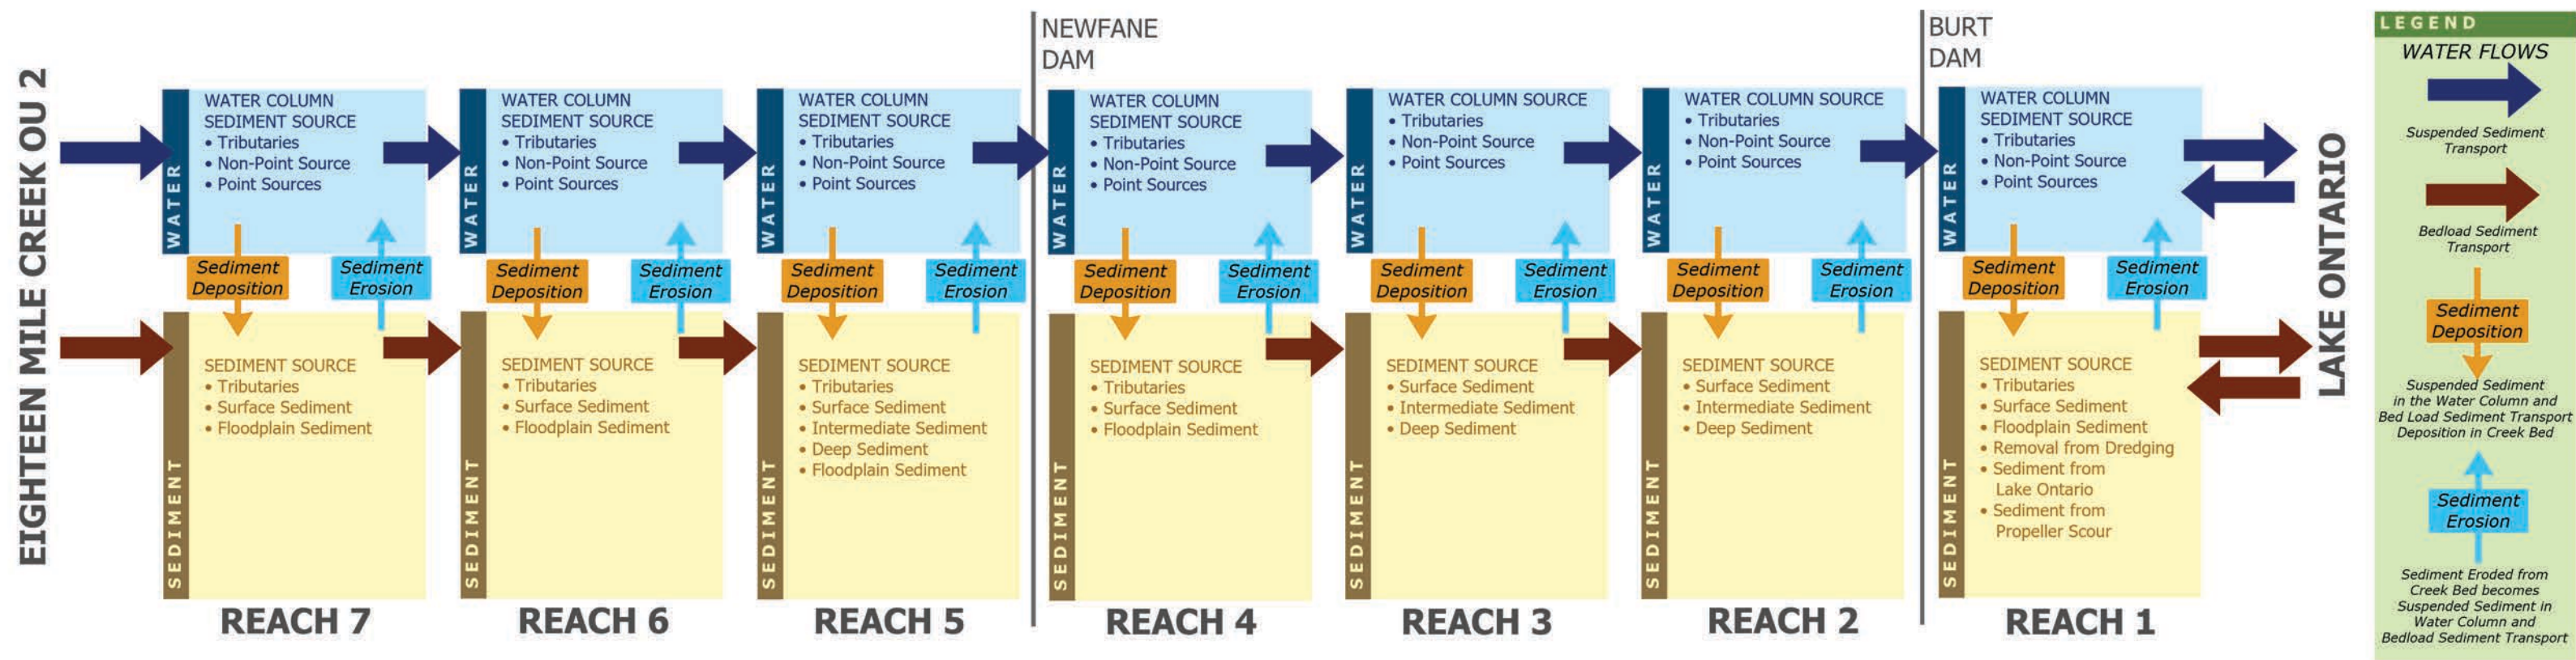 EIGHTEEN MILE CREEK OU 2
WATER
WATER COLUMN
SEDIMENT SOURCE
• Tributaries
• Non-Point Source
• Point Sources
Sediment
Deposition
Sediment
Erosion
SEDIMENT
SEDIMENT SOURCE
• Tributaries
• Surface Sediment
• Floodplain Sediment
REACH 7
WATER
WATER COLUMN
SEDIMENT SOURCE
• Tributaries
• Non-Point Source
• Point Sources
Sediment
Deposition
Sediment
Erosion
SEDIMENT
SEDIMENT SOURCE
• Tributaries
• Surface Sediment
• Floodplain Sediment
REACH 6
WATER
WATER COLUMN
SEDIMENT SOURCE
• Tributaries
• Non-Point Source
• Point Sources
Sediment
Deposition
Sediment
Erosion
SEDIMENT
SEDIMENT SOURCE
• Tributaries
• Surface Sediment
• Intermediate Sediment
• Deep Sediment
• Floodplain Sediment
REACH 5
NEWFANE
DAM
WATER
WATER COLUMN
SEDIMENT SOURCE
• Tributaries
• Non-Point Source
• Point Sources
Sediment
Deposition
Sediment
Erosion
SEDIMENT
SEDIMENT SOURCE
• Tributaries
• Surface Sediment
• Floodplain Sediment
REACH 4
WATER
WATER COLUMN SOURCE
• Tributaries
• Non-Point Source
• Point Sources
Sediment
Deposition
Sediment
Erosion
SEDIMENT
SEDIMENT SOURCE
• Surface Sediment
• Intermediate Sediment
• Deep Sediment
REACH 3
WATER
WATER COLUMN SOURCE
• Tributaries
• Non-Point Source
• Point Sources
Sediment
Deposition
Sediment
Erosion
SEDIMENT
SEDIMENT SOURCE
• Surface Sediment
• Intermediate Sediment
• Deep Sediment
REACH 2
BURT
DAM
WATER
WATER COLUMN
SEDIMENT SOURCE
• Tributaries
• Non-Point Source
• Point Sources
Sediment
Deposition
Sediment
Erosion
SEDIMENT
SEDIMENT SOURCE
• Tributaries
• Surface Sediment
• Floodplain Sediment
• Removal from Dredging
• Sediment from
Lake Ontario
• Sediment from
Propeller Scour
REACH 1
LAKE ONTARIO
LEGEND
WATER FLOWS
Suspended Sediment
Transport
Bedload Sediment
Transport
Sediment
Deposition
Suspended Sediment
in the Water Column and
Bed Load Sediment Transport
Deposition in Creek Bed
Sediment
Erosion
Sediment Eroded from
Creek Bed becomes
Suspended Sediment in
Water Column and
Bedload Sediment Transport